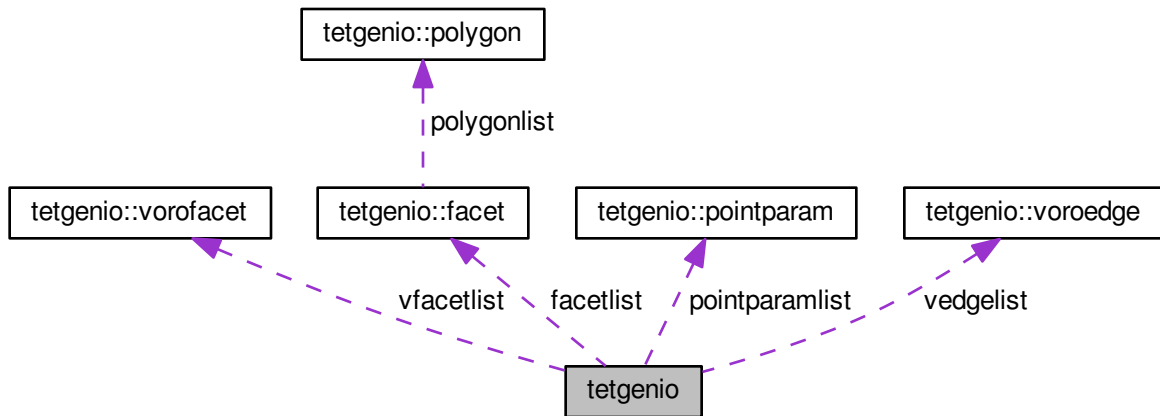 tetgenio::polygon
polygonlist
tetgenio::vorofacet
tetgenio::facet
tetgenio::pointparam
tetgenio::voroedge
vfacetlist
facetlist
pointparamlist
vedgelist
tetgenio